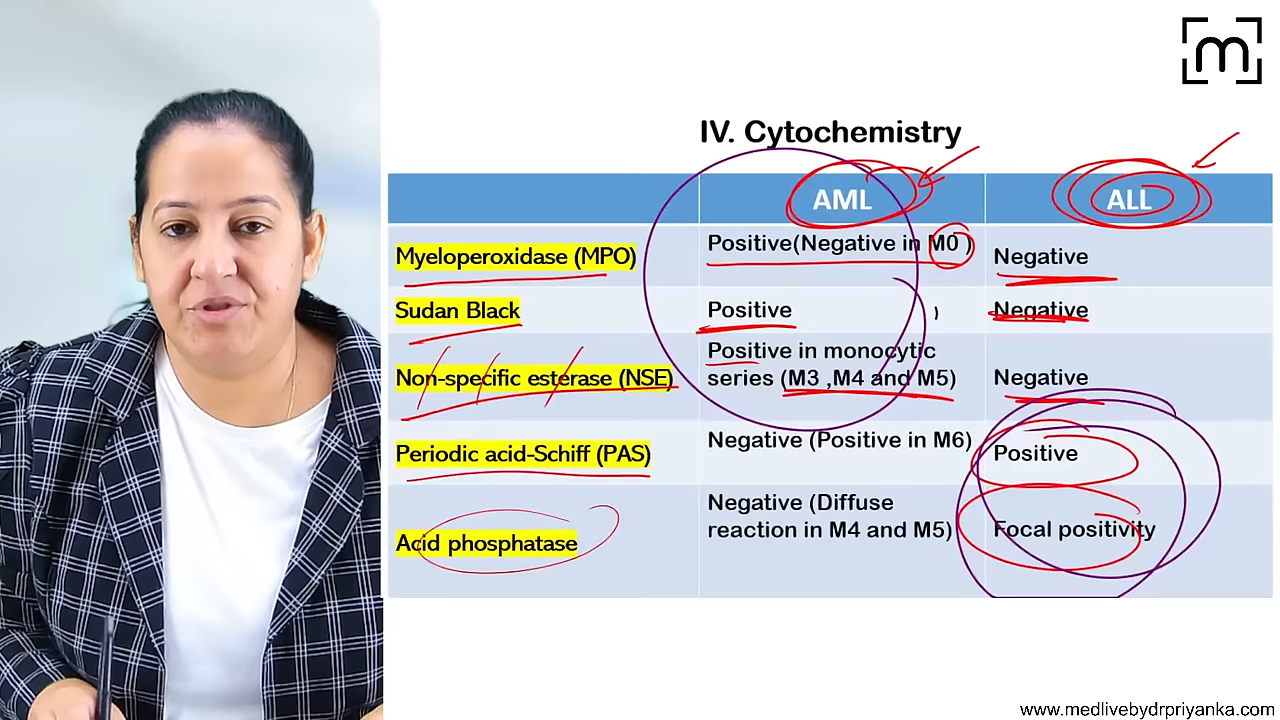 m
IV. Cytochemistry
AML
ALL
Myeloperoxidase (MPO)
Positive(Negative in M0 )
Negative
Sudan Black
Positive
Negative
Non-specific esterase (NSE)
Positive in monocytic
series (M3 ,M4 and M5)
Negative
Periodic acid-Schiff (PAS)
Negative (Positive in M6)
Positive
Acid phosphatase
Negative (Diffuse
reaction in M4 and M5)
Focal positivity
www.medlivebydrpriyanka.com